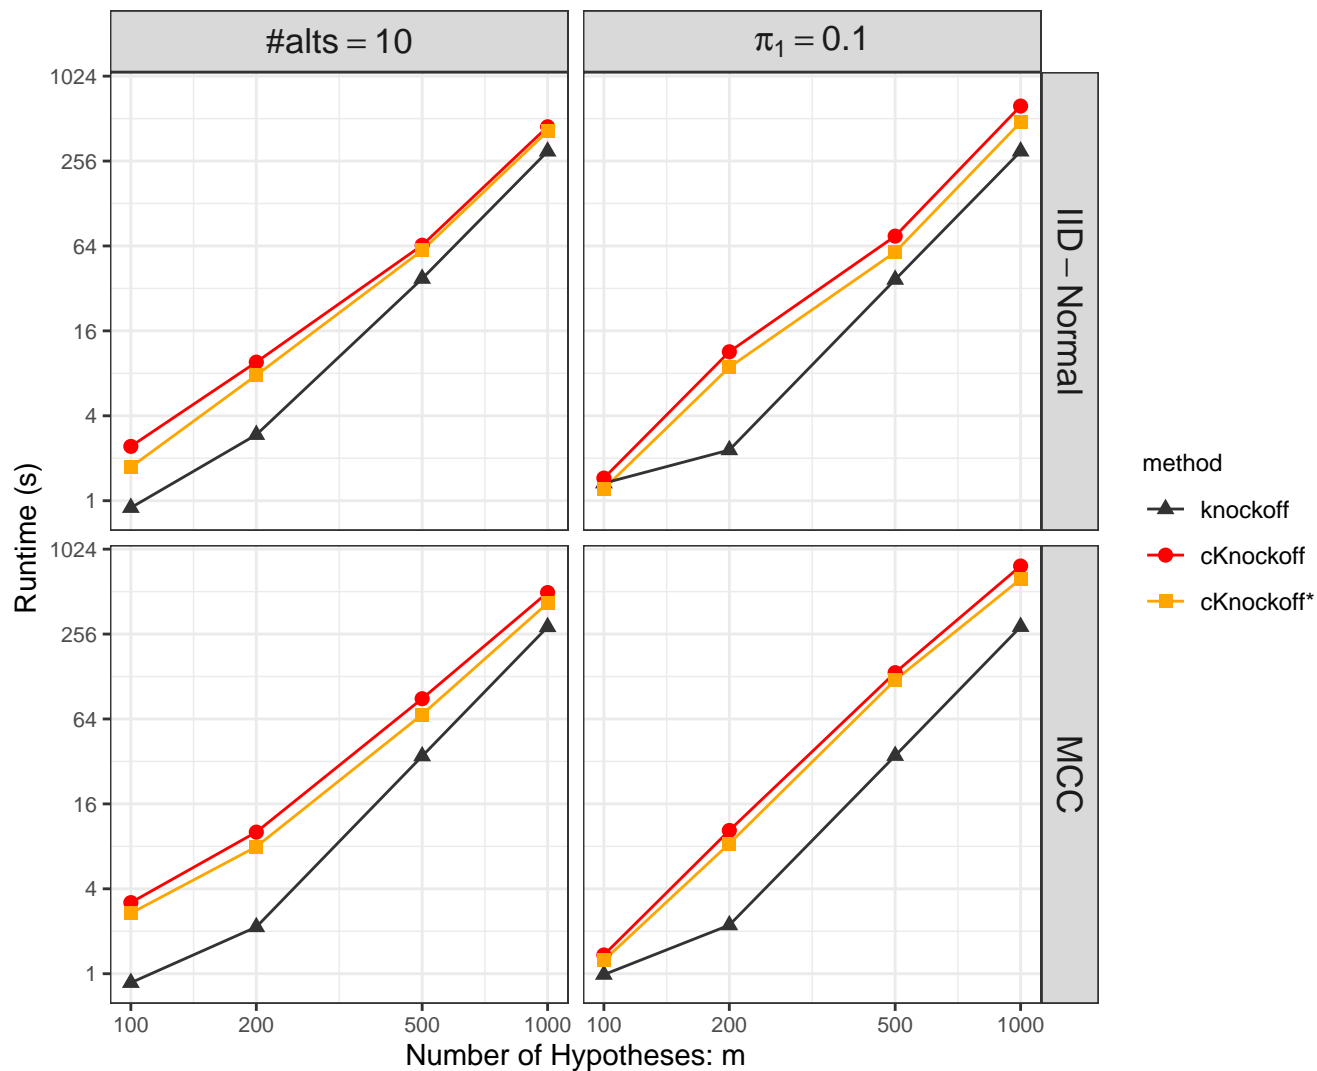 #alts = 10
π₁ = 0.1
1024
256
64
16
4
1
IID – Normal
1024
256
64
16
4
1
MCC
Runtime (s)
100
200
500
1000
100
200
500
1000
Number of Hypotheses: m
method
knockoff
cKnockoff
cKnockoff*